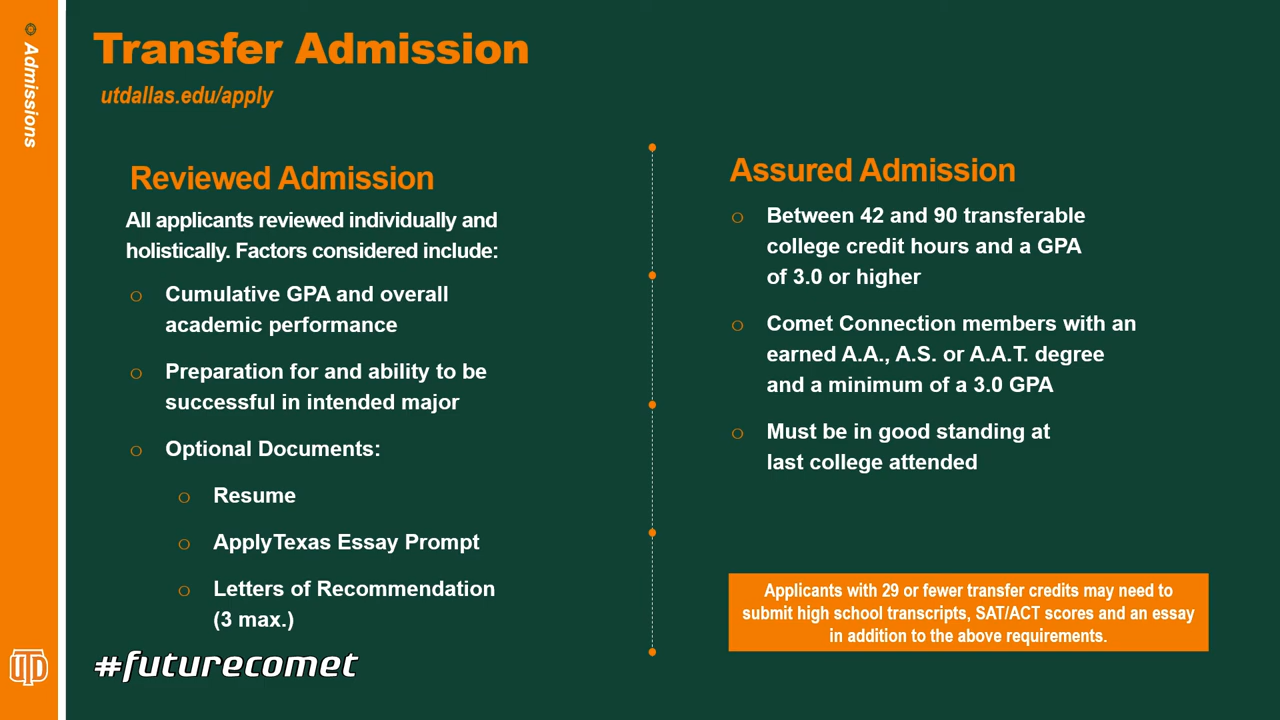 Admissions
Transfer Admission
utdallas.edu/apply
Reviewed Admission
All applicants reviewed individually and
holistically. Factors considered include:
Cumulative GPA and overall
academic performance
Preparation for and ability to be
successful in intended major
Optional Documents:
Resume
ApplyTexas Essay Prompt
Letters of Recommendation
(3 max.)
Assured Admission
Between 42 and 90 transferable
college credit hours and a GPA
of 3.0 or higher
Comet Connection members with an
earned A.A., A.S. or A.A.T. degree
and a minimum of a 3.0 GPA
Must be in good standing at
last college attended
Applicants with 29 or fewer transfer credits may need to
submit high school transcripts, SAT/ACT scores and an essay
in addition to the above requirements.
UTD
#futurecomet